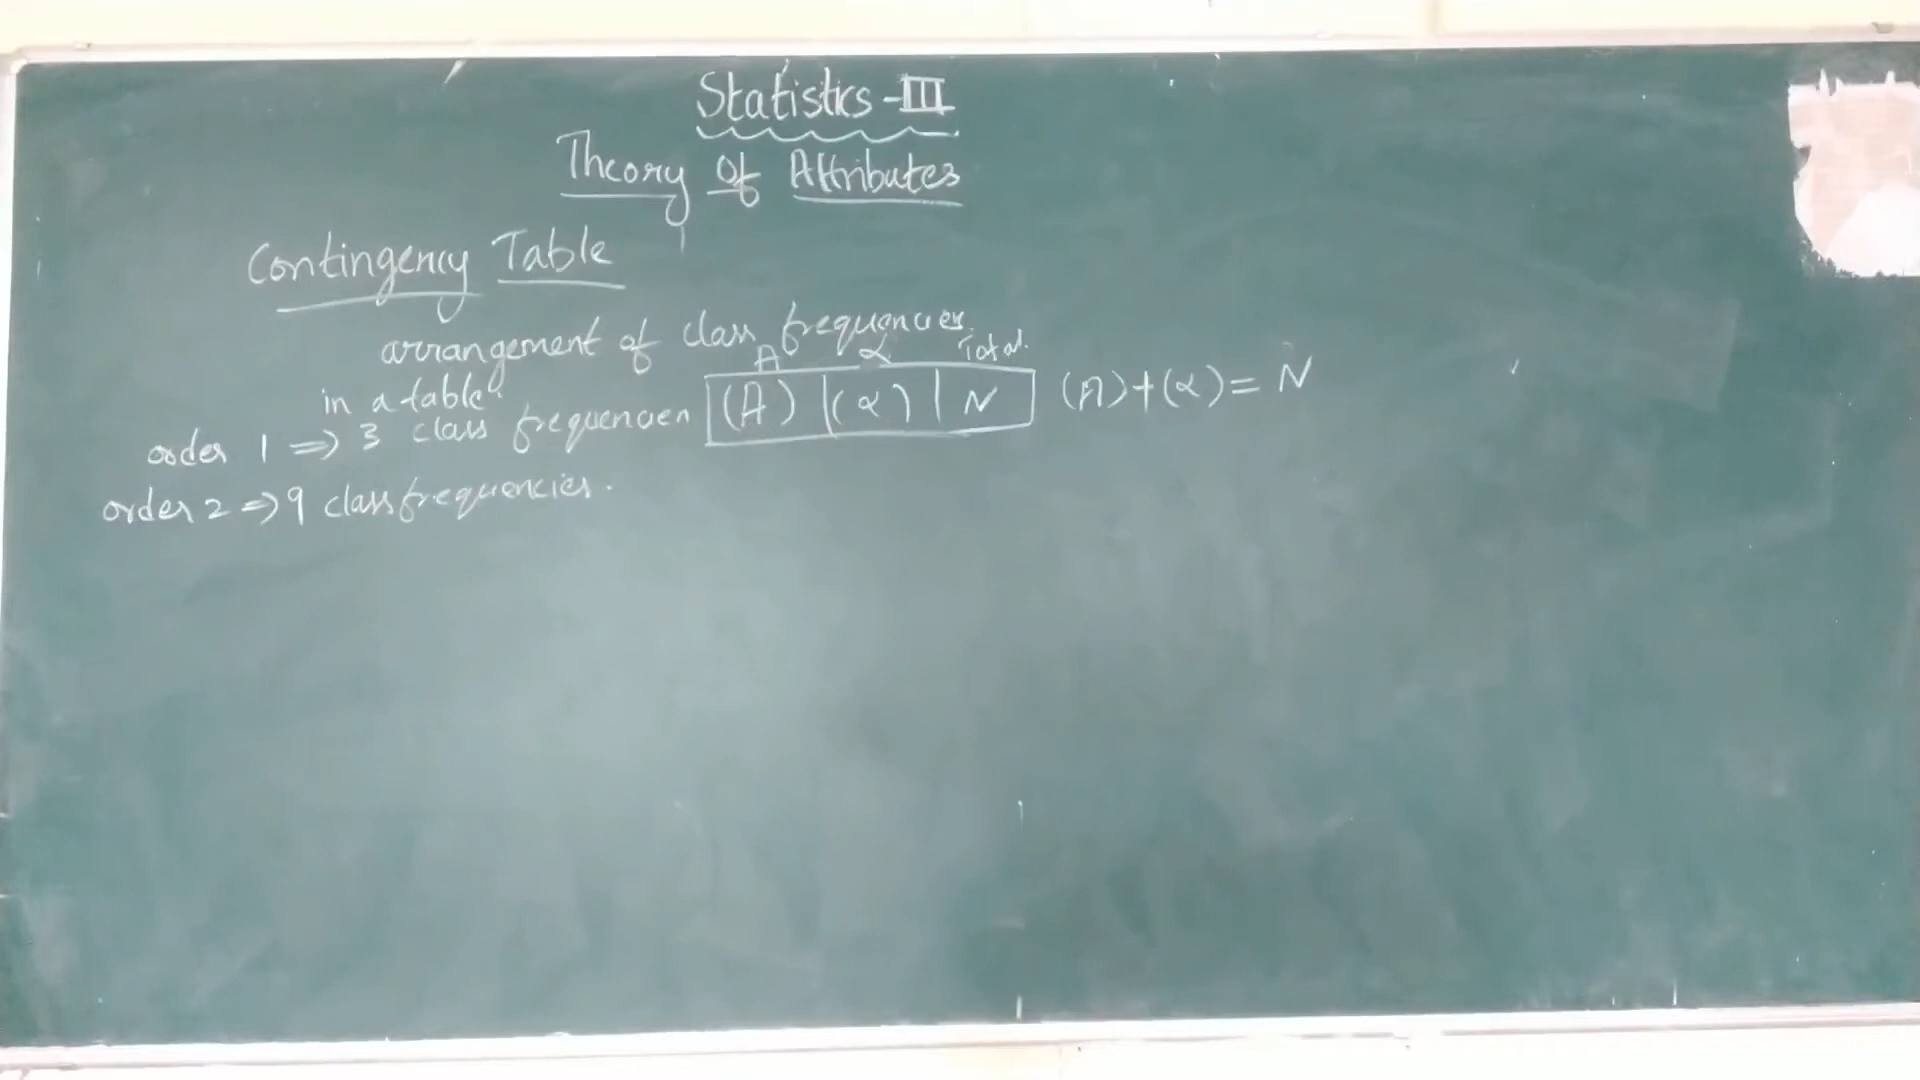 Statistics-III
Theory Of Attributes
Contingency Table
arrangement of class frequencies
in a table.
A α Total.
order 1 ⇒ 3 class frequencies (A) | (α) | N (A)+(α)= N
order 2 ⇒ 9 class frequencies.